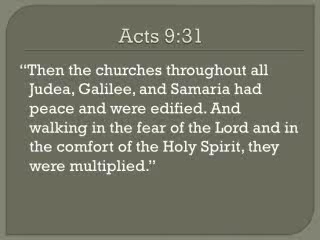 Acts 9:31
“Then the churches throughout all
Judea, Galilee, and Samaria had
peace and were edified. And
walking in the fear of the Lord and in
the comfort of the Holy Spirit, they
were multiplied.”